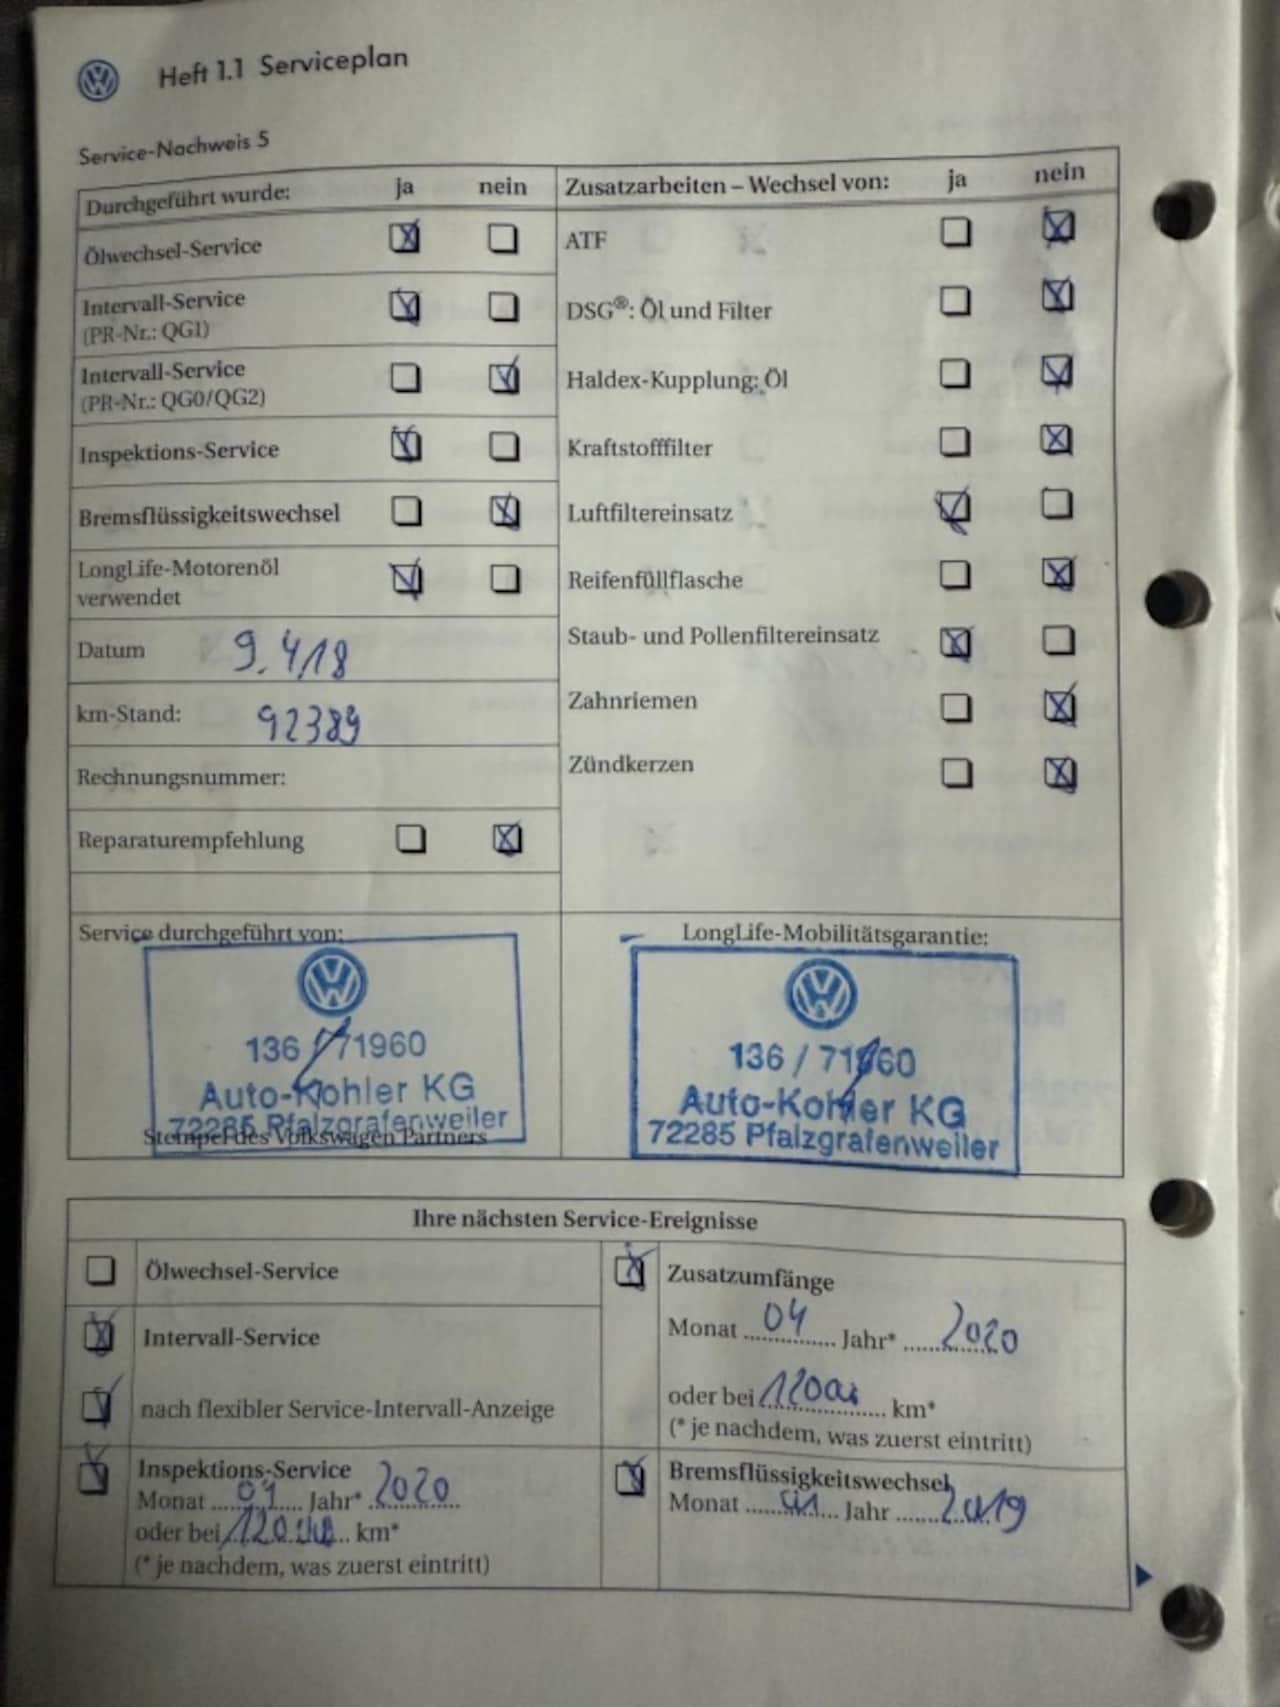 Heft 1.1 Serviceplan
Service-Nachweis 5
Durchgeführt wurde: ja nein
Ölwechsel-Service
Intervall-Service
(PR-Nr.: QG1)
Intervall-Service
(PR-Nr.: QG0/QG2)
Inspektions-Service
Bremsflüssigkeitswechsel
LongLife-Motorenöl
verwendet
Datum 9.4/18
km-Stand: 92389
Rechnungsnummer:
Reparaturempfehlung
Zusatzarbeiten – Wechsel von: ja nein
ATF
DSG®: Öl und Filter
Haldex-Kupplung: Öl
Kraftstofffilter
Luftfiltereinsatz
Reifenfüllflasche
Staub- und Pollenfiltereinsatz
Zahnriemen
Zündkerzen
Service durchgeführt von:
136 / 71960
Auto-Kohler KG
72285 Pfalzgrafenweiler
Stempel des Volkswagen Partners
LongLife-Mobilitätsgarantie:
136 / 71960
Auto-Kohler KG
72285 Pfalzgrafenweiler
Ihre nächsten Service-Ereignisse
Ölwechsel-Service
Intervall-Service
nach flexibler Service-Intervall-Anzeige
Inspektions-Service
Monat 04 Jahr* 2020
oder bei km*
(* je nachdem, was zuerst eintritt)
Zusatzumfänge
Monat 04 Jahr* 2020
oder bei km*
(* je nachdem, was zuerst eintritt)
Bremsflüssigkeitswechsel
Monat Jahr 2019